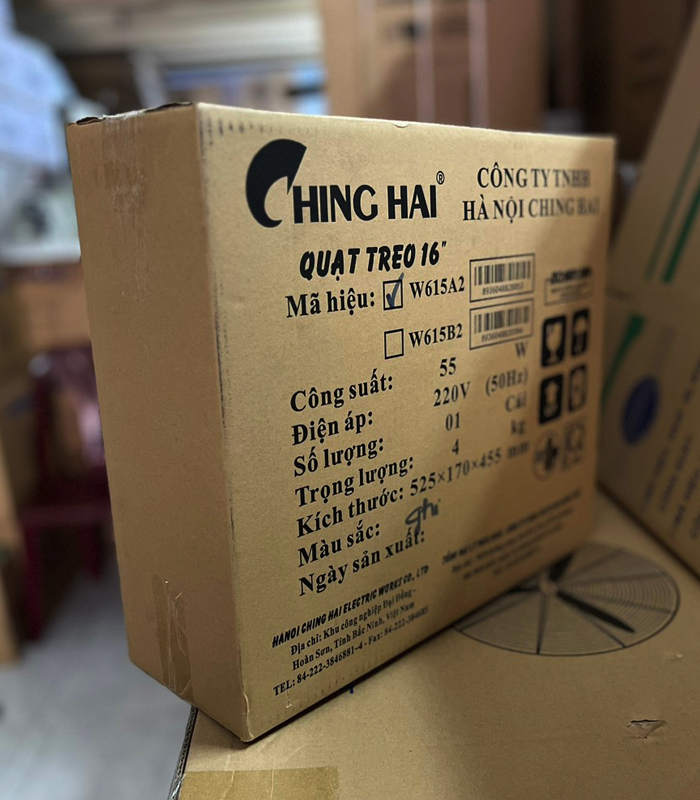 CHING HAI®
CÔNG TY TNHH
HÀ NỘI CHING HAI
QUẠT TREO 16"
Mã hiệu: W615A2
W615B2
Công suất: 55 W
Điện áp: 220V (50Hz)
Số lượng: 01 Cái
Trọng lượng: 4 kg
Kích thước: 525×170×455 mm
Màu sắc: ghi
Ngày sản xuất:
HANOI CHING HAI ELECTRIC WORKS CO., LTD
Địa chỉ: Khu công nghiệp Đại Đồng -
Hoàn Sơn, Tỉnh Bắc Ninh, Việt Nam
TEL: 84-222-3846881-4 - Fax: 84-222-384685